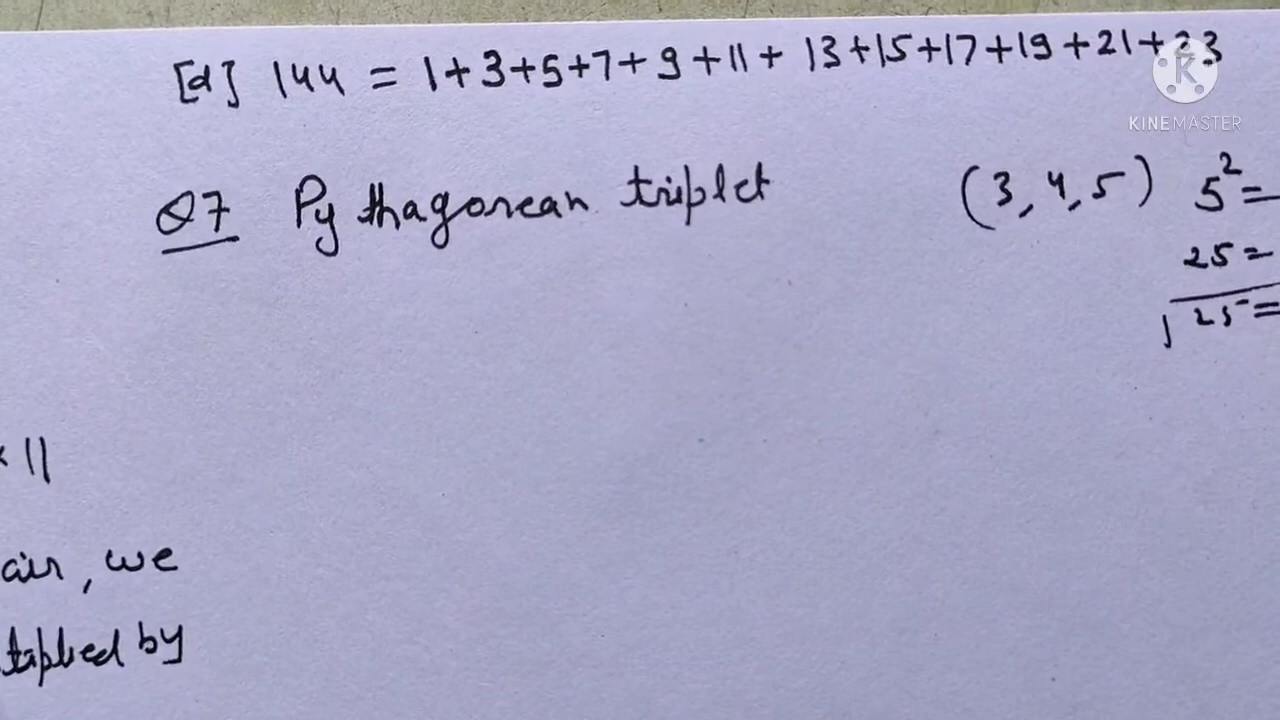 [d] 144 = 1+3+5+7+9+11+ 13+15+17+19+21+23
KINEMASTER
Q7 Pythagorean triplet (3,4,5) 5²=
25=
25=
× 11
air, we
by